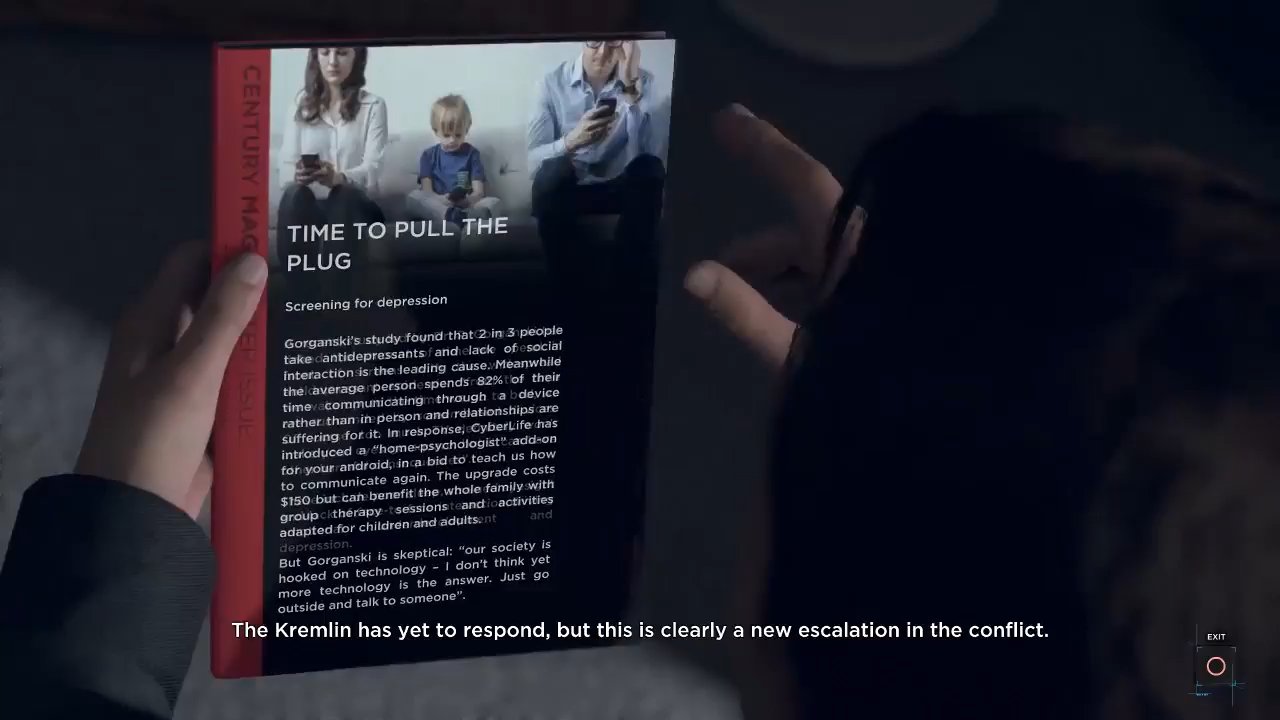 CENTURY MAG
TER ISSUE
TIME TO PULL THE
PLUG
Screening for depression
Gorganski's study found that 2 in 3 people
take antidepressants and lack of social
interaction is the leading cause. Meanwhile
the average person spends 82% of their
time communicating through a device
rather than in person and relationships are
suffering for it. In response, CyberLife has
introduced a “home-psychologist” add-on
for your android, in a bid to teach us how
to communicate again. The upgrade costs
$150 but can benefit the whole family with
group therapy sessions and activities
adapted for children and adults.
and
depression.
But Gorganski is skeptical: “our society is
hooked on technology – I don't think yet
more technology is the answer. Just go
outside and talk to someone”.
The Kremlin has yet to respond, but this is clearly a new escalation in the conflict.
EXIT